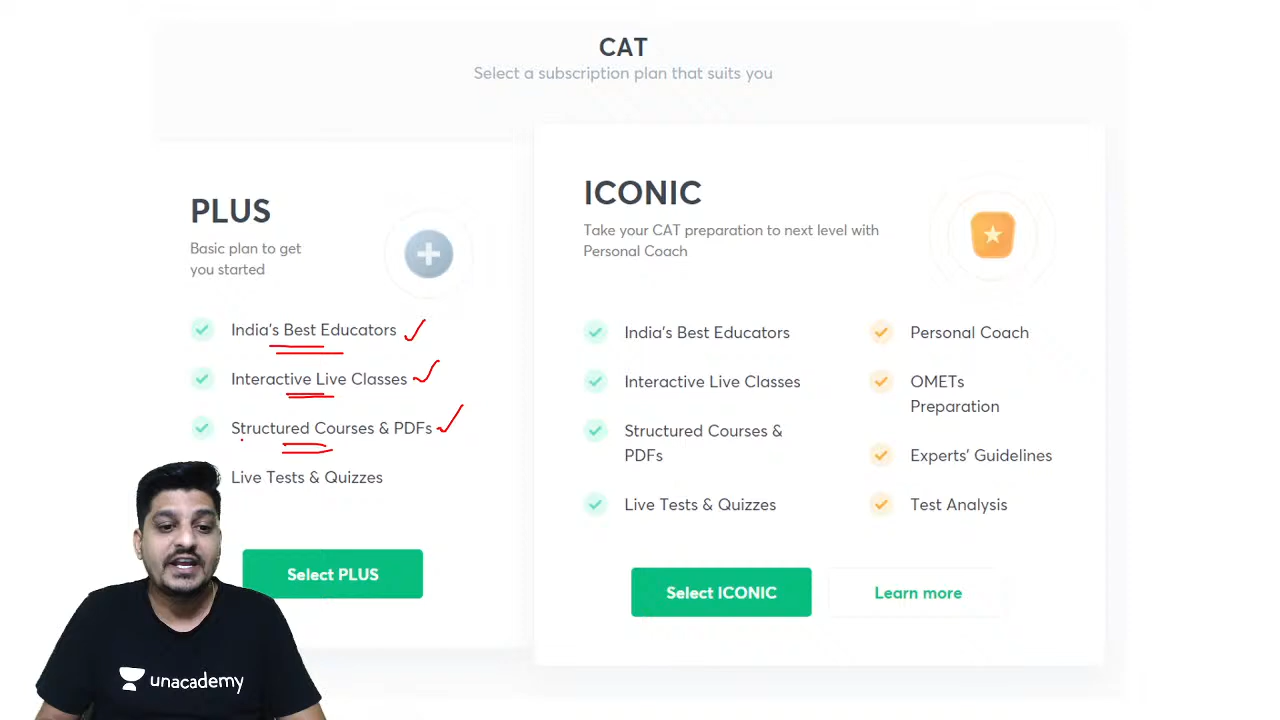 CAT
Select a subscription plan that suits you
PLUS
Basic plan to get
you started
India's Best Educators
Interactive Live Classes
Structured Courses & PDFs
Live Tests & Quizzes
Select PLUS
ICONIC
Take your CAT preparation to next level with
Personal Coach
India's Best Educators
Interactive Live Classes
Structured Courses &
PDFs
Live Tests & Quizzes
Personal Coach
OMETs
Preparation
Experts' Guidelines
Test Analysis
Select ICONIC
Learn more
unacademy